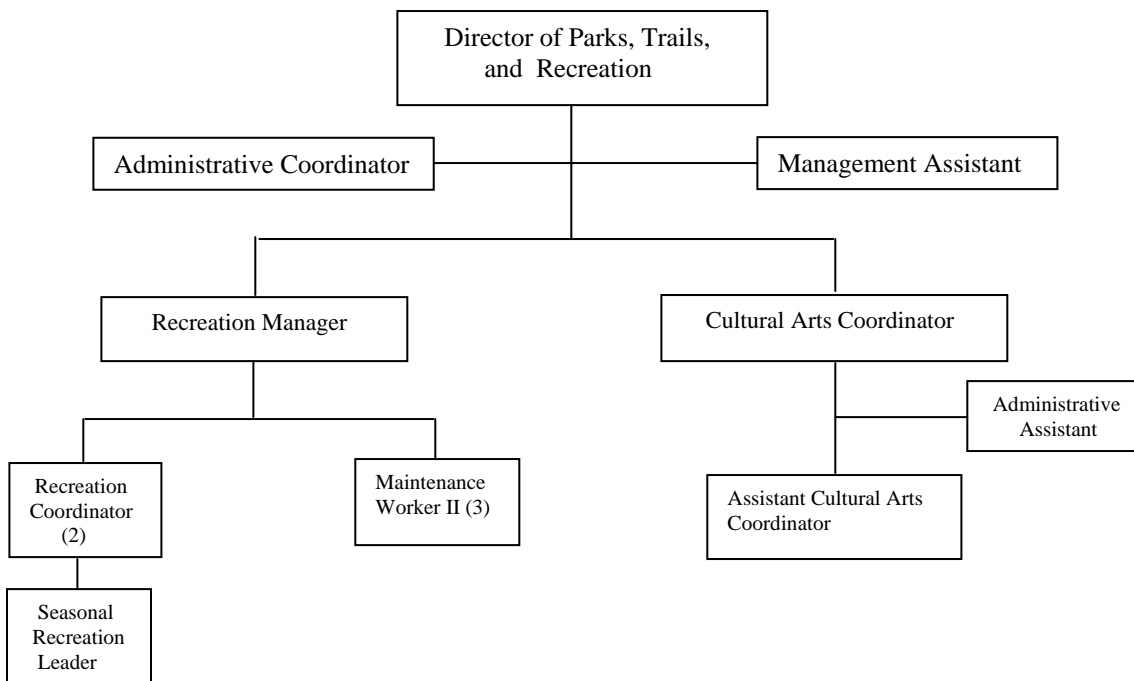 Director of Parks, Trails,
and Recreation
Administrative Coordinator
Management Assistant
Recreation Manager
Cultural Arts Coordinator
Administrative
Assistant
Recreation
Coordinator
(2)
Maintenance
Worker II (3)
Assistant Cultural Arts
Coordinator
Seasonal
Recreation
Leader